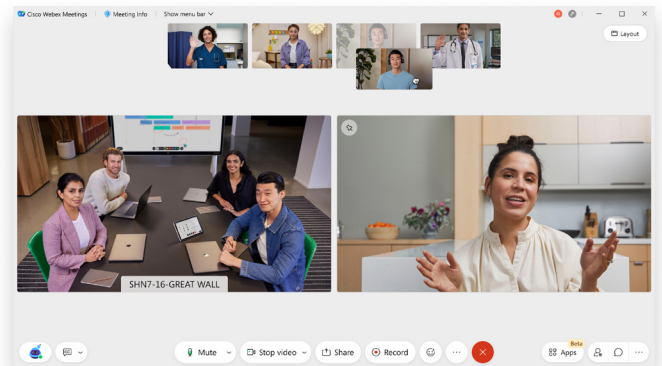 Cisco Webex Meetings
Meeting Info
Show menu bar
Layout
SHN7-16-GREAT WALL
Mute
Stop video
Share
Record
Beta
Apps